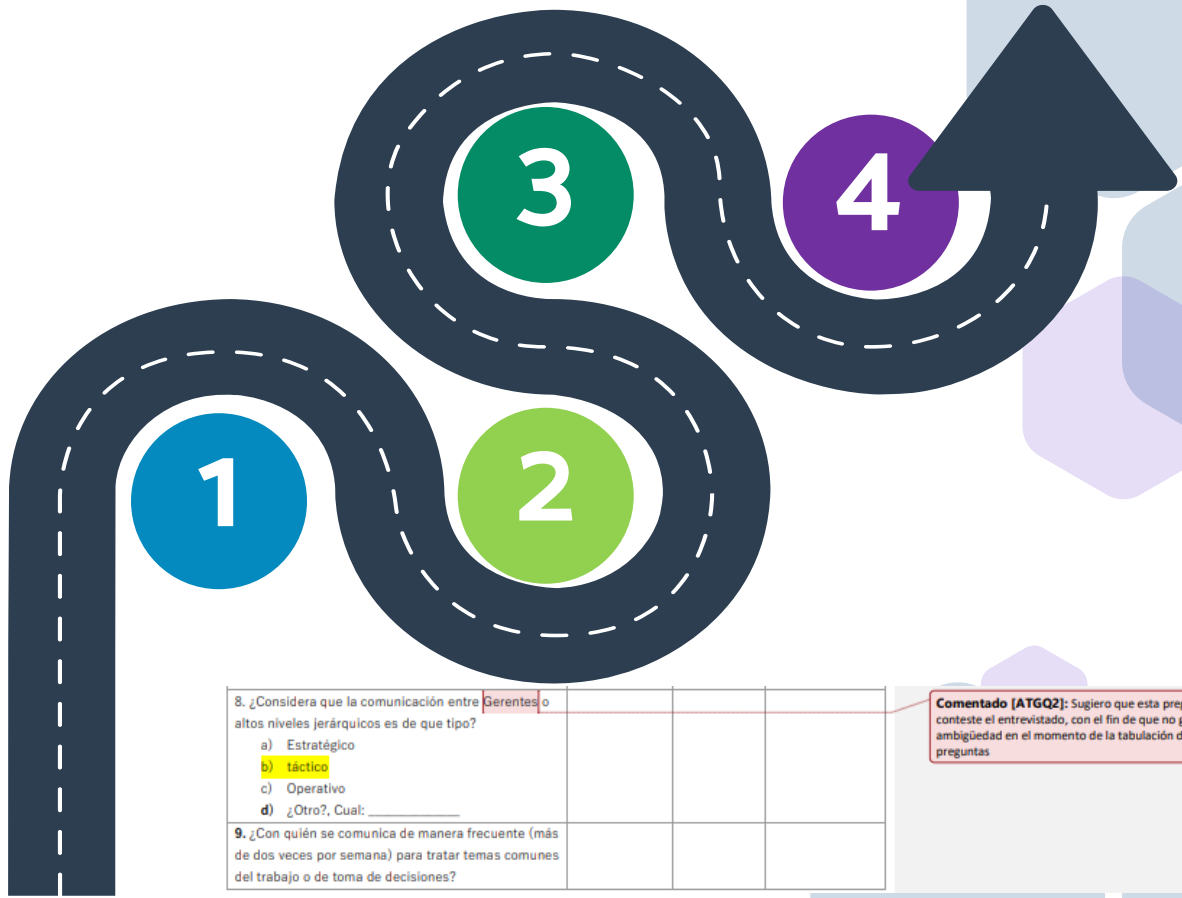 3
4
1
2
8. ¿Considera que la comunicación entre Gerentes o
altos niveles jerárquicos es de que tipo?
a) Estratégico
b) táctico
c) Operativo
d) ¿Otro?, Cual: ______________
9. ¿Con quién se comunica de manera frecuente (más
de dos veces por semana) para tratar temas comunes
del trabajo o de toma de decisiones?
Comentado [ATGQ2]: Sugiero que esta
conteste el entrevistado, con el fin de que no
ambigüedad en el momento de la tabulación
preguntas